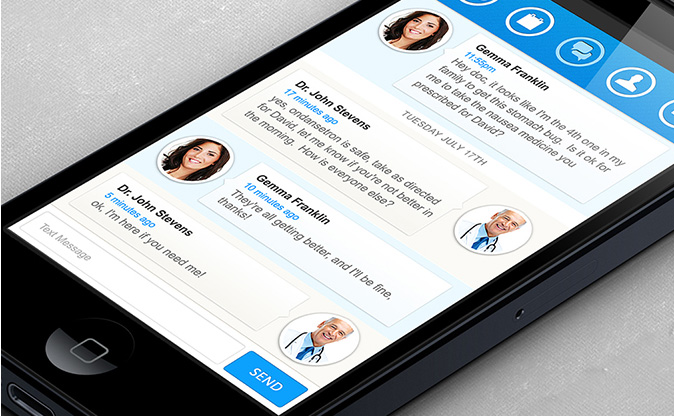 Gemma Franklin
11:55pm
Hey doc, it looks like I'm the 4th one in my
family to get this stomach bug. Is it ok for
me to take the nausea medicine you
prescribed for David?
TUESDAY JULY 17TH
Dr. John Stevens
17 minutes ago
yes, ondansetron is safe, take as directed
for David, let me know if you're not better in
the morning. How is everyone else?
Gemma Franklin
10 minutes ago
They're all getting better, and I'll be fine,
thanks!
Dr. John Stevens
5 minutes ago
ok, I'm here if you need me!
Text Message
SEND